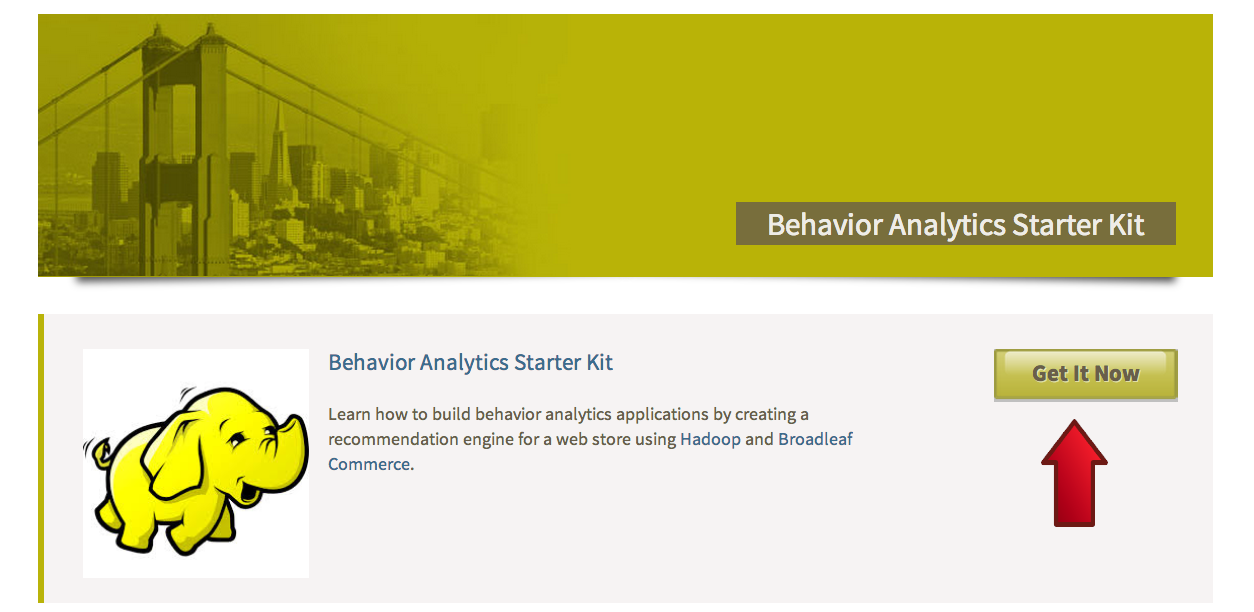 Behavior Analytics Starter Kit
Behavior Analytics Starter Kit
Get It Now
Learn how to build behavior analytics applications by creating a
recommendation engine for a web store using Hadoop and Broadleaf
Commerce.